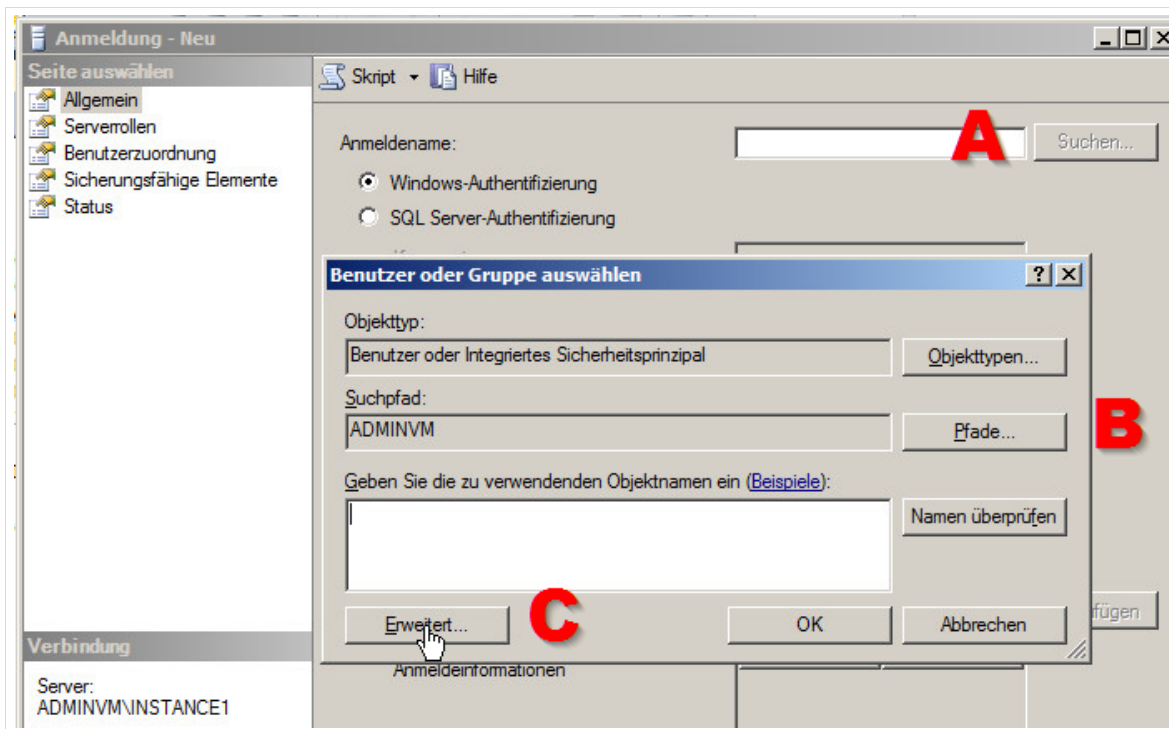 Anmeldung - Neu
Seite auswählen
Allgemein
Serverrollen
Benutzerzuordnung
Sicherungsfähige Elemente
Status
Skript
Hilfe
Anmeldename:
A
Suchen...
Windows-Authentifizierung
SQL Server-Authentifizierung
Benutzer oder Gruppe auswählen
Objekttyp:
Benutzer oder Integriertes Sicherheitsprinzipal
Objekttypen...
Suchpfad:
ADMINVM
Pfade...
B
Geben Sie die zu verwendenden Objektnamen ein (Beispiele):
Namen überprüfen
Erweitert...
C
OK
Abbrechen
Anmeldeinformationen
Verbindung
Server:
ADMINVM\INSTANCE1